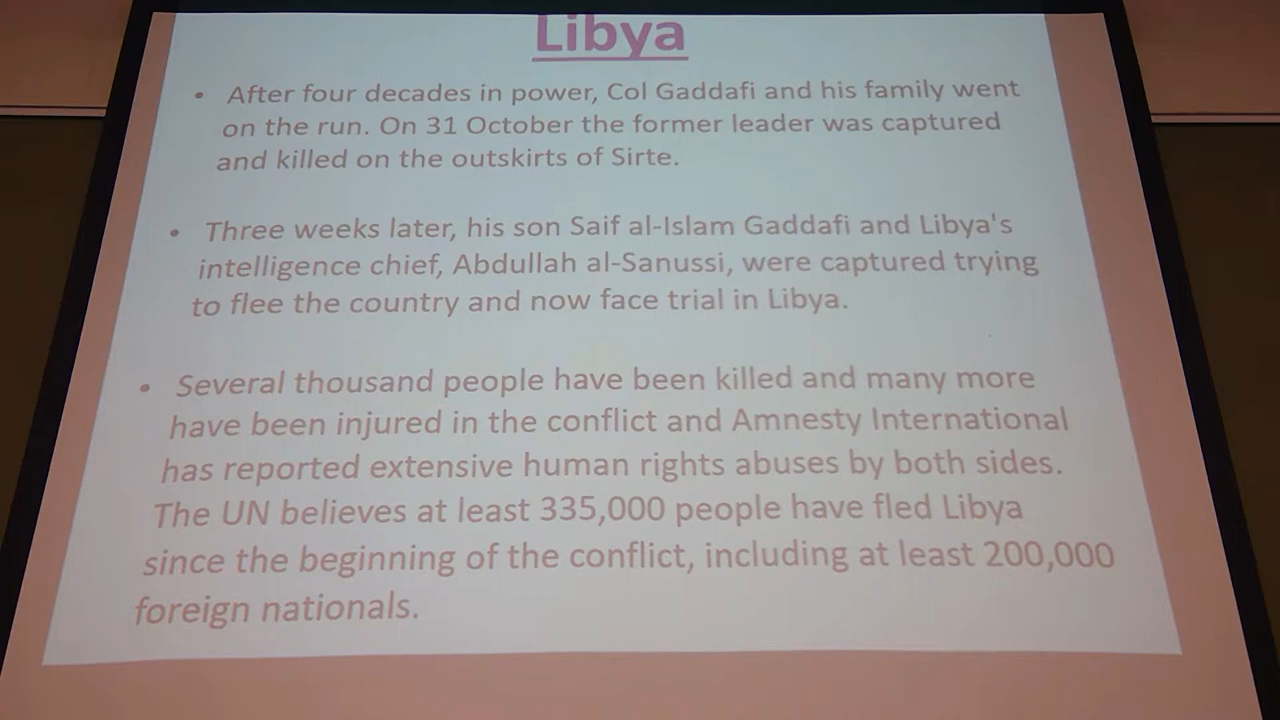 Libya
• After four decades in power, Col Gaddafi and his family went
on the run. On 31 October the former leader was captured
and killed on the outskirts of Sirte.
• Three weeks later, his son Saif al-Islam Gaddafi and Libya's
intelligence chief, Abdullah al-Sanussi, were captured trying
to flee the country and now face trial in Libya.
• Several thousand people have been killed and many more
have been injured in the conflict and Amnesty International
has reported extensive human rights abuses by both sides.
The UN believes at least 335,000 people have fled Libya
since the beginning of the conflict, including at least 200,000
foreign nationals.